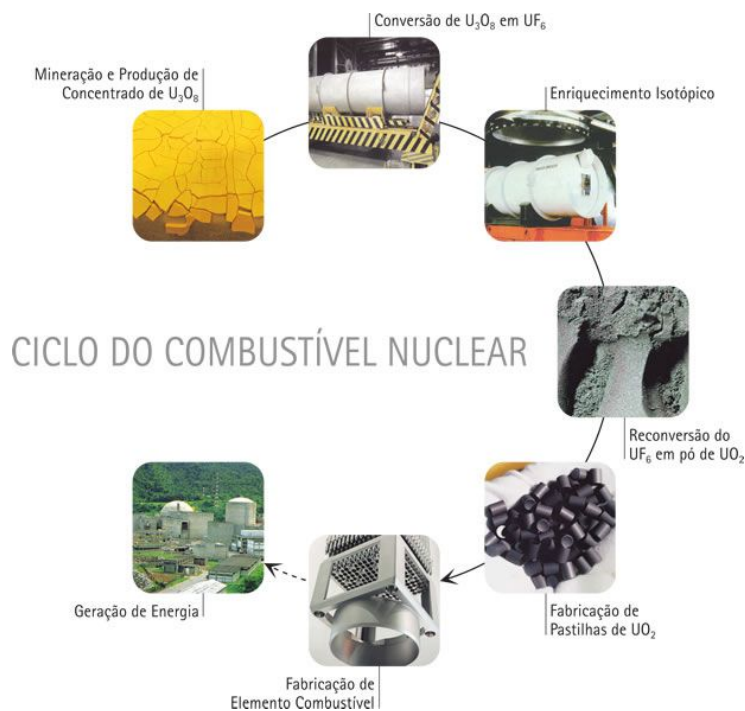 Conversão de U₃O₈ em UF₆
Mineração e Produção de
Concentrado de U₃O₈
Enriquecimento Isotópico
CICLO DO COMBUSTÍVEL NUCLEAR
Reconversão do
UF₆ em pó de UO₂
Geração de Energia
Fabricação de
Pastilhas de UO₂
Fabricação de
Elemento Combustível